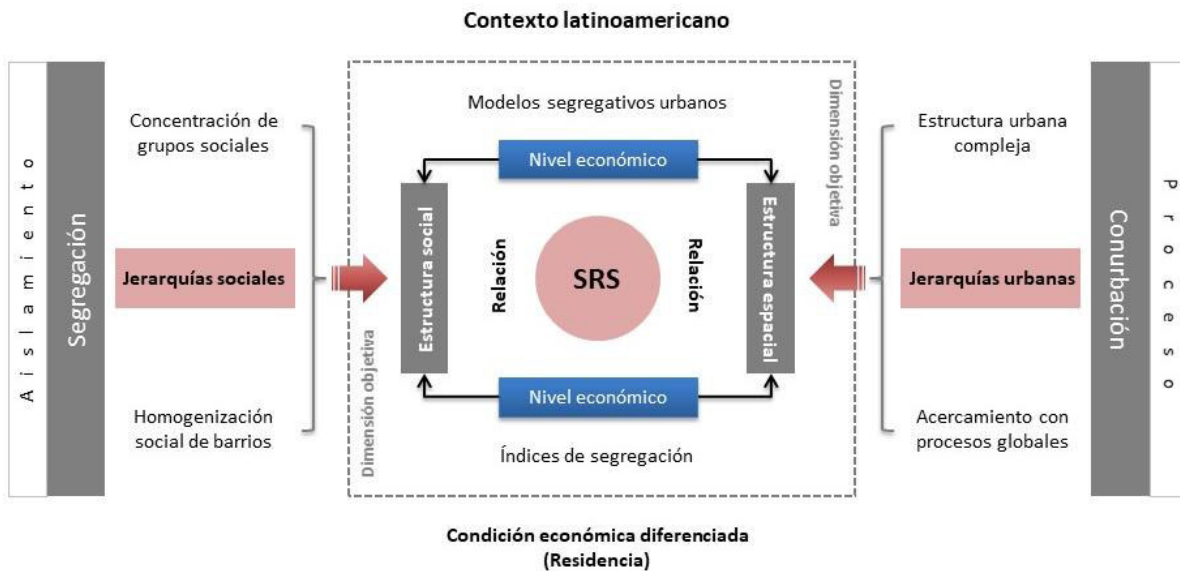 Contexto latinoamericano
Aislamiento
Segregación
Concentración de
grupos sociales
Jerarquías sociales
Homogenización
social de barrios
Dimensión objetiva
Modelos segregativos urbanos
Nivel económico
Estructura social
Relación
SRS
Relación
Estructura espacial
Nivel económico
Índices de segregación
Dimensión objetiva
Estructura urbana
compleja
Jerarquías urbanas
Acercamiento con
procesos globales
Conurbación
Proceso
Condición económica diferenciada
(Residencia)